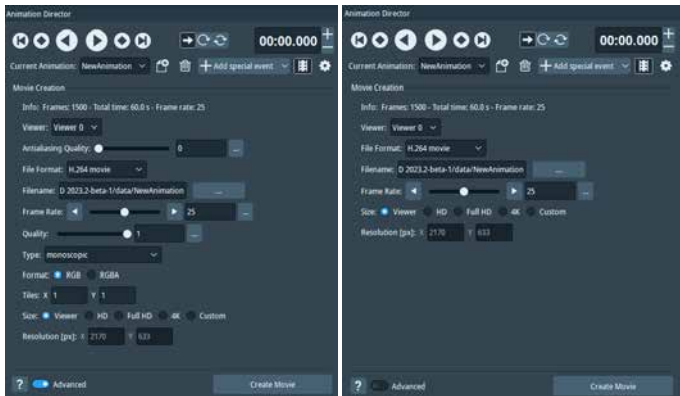 Animation Director
00:00.000
Current Animation: NewAnimation
Add special event
Movie Creation
Info: Frames: 1500 - Total time: 60.0 s - Frame rate: 25
Viewer: Viewer 0
Antialiasing Quality: 0 ...
File Format: H.264 movie
Filename: D 2023.2-beta-1/data/NewAnimation ...
Frame Rate: 25 ...
Quality: 1 ...
Type: monoscopic
Format: RGB RGBA
Tiles: X 1 Y 1
Size: Viewer HD Full HD 4K Custom
Resolution [px]: X 2170 Y 633
? Advanced Create Movie
Animation Director
00:00.000
Current Animation: NewAnimation
Add special event
Movie Creation
Info: Frames: 1500 - Total time: 60.0 s - Frame rate: 25
Viewer: Viewer 0
File Format: H.264 movie
Filename: D 2023.2-beta-1/data/NewAnimation ...
Frame Rate: 25 ...
Size: Viewer HD Full HD 4K Custom
Resolution [px]: X 2170 Y 633
? Advanced Create Movie